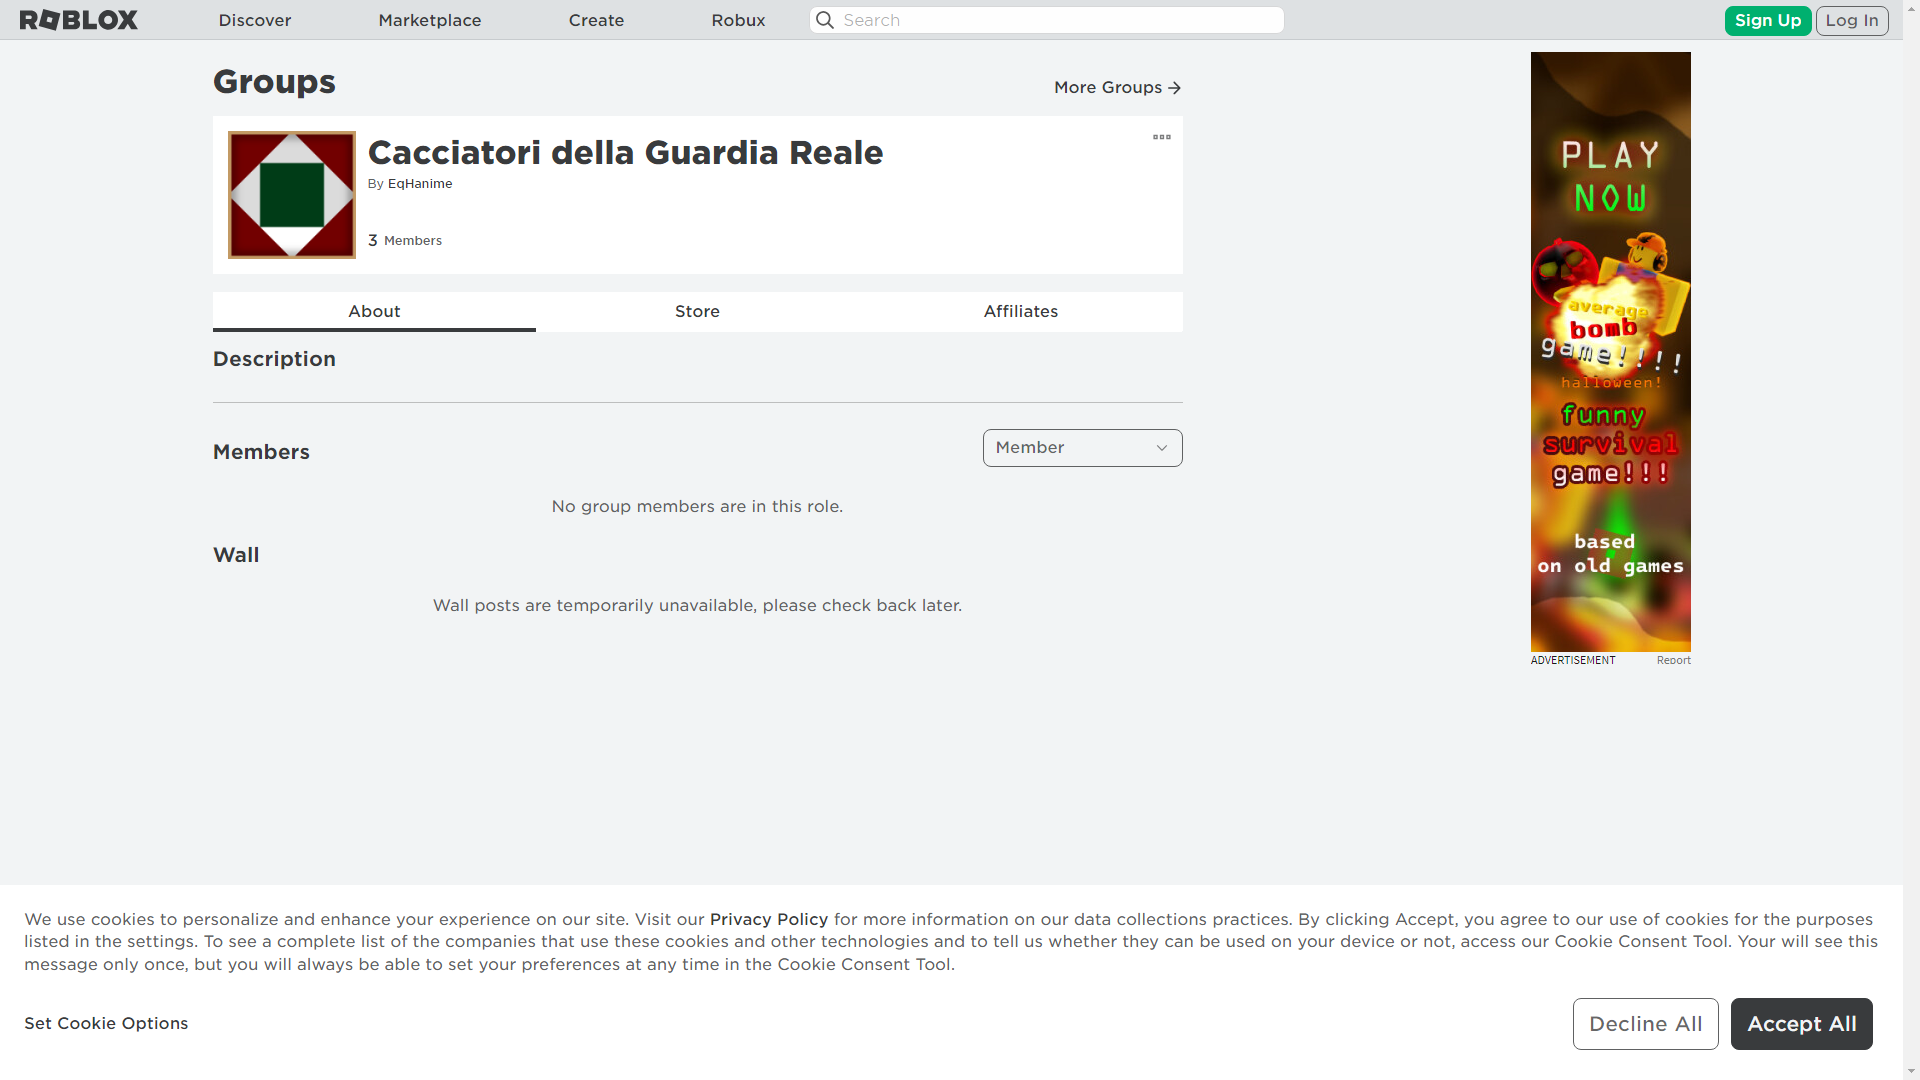 ROBLOX
Discover
Marketplace
Create
Robux
Search
Sign Up
Log In
Groups
More Groups
Cacciatori della Guardia Reale
By EqHanime
3 Members
About
Store
Affiliates
Description
Members
Member
No group members are in this role.
Wall
Wall posts are temporarily unavailable, please check back later.
PLAY
NOW
average
bomb
game!!!!
halloween!
funny
survival
game!!!
based
on old games
ADVERTISEMENT
Report
We use cookies to personalize and enhance your experience on our site. Visit our Privacy Policy for more information on our data collections practices. By clicking Accept, you agree to our use of cookies for the purposes
listed in the settings. To see a complete list of the companies that use these cookies and other technologies and to tell us whether they can be used on your device or not, access our Cookie Consent Tool. Your will see this
message only once, but you will always be able to set your preferences at any time in the Cookie Consent Tool.
Set Cookie Options
Decline All
Accept All